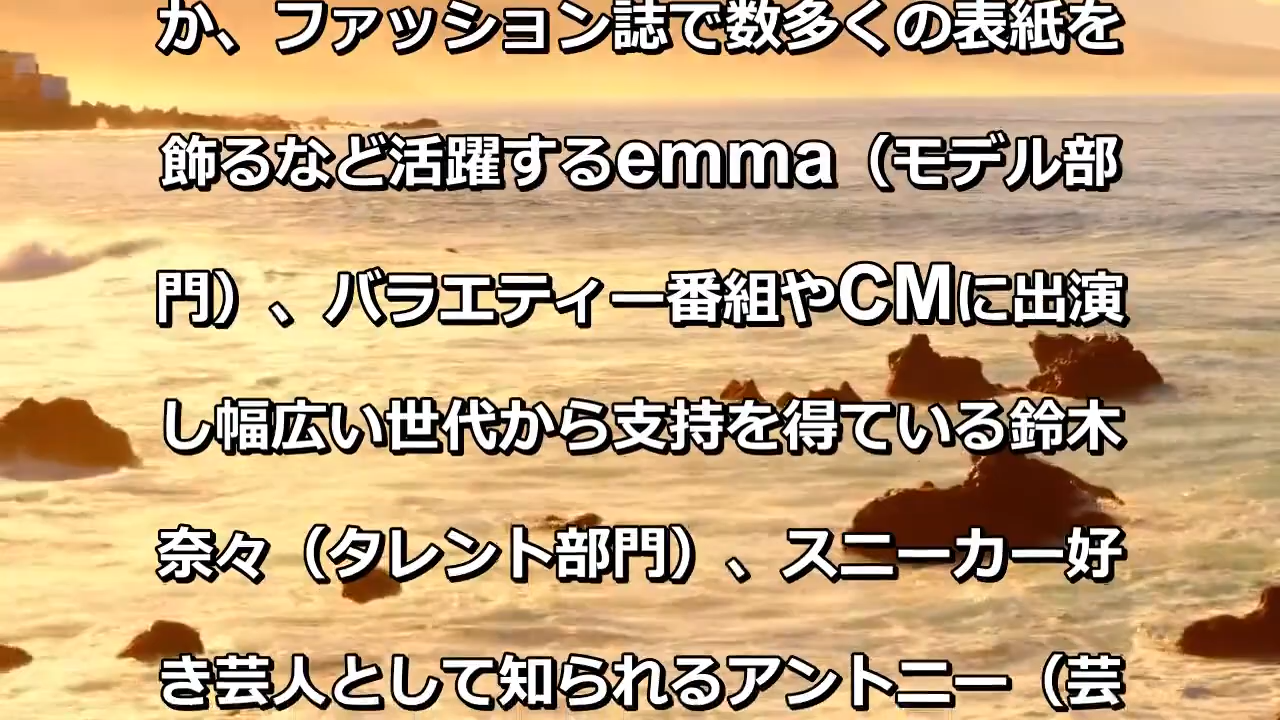 か、ファッション誌で数多くの表紙を
飾るなど活躍するemma（モデル部
門）、バラエティー番組やCMに出演
し幅広い世代から支持を得ている鈴木
奈々（タレント部門）、スニーカー好
き芸人として知られるアントニー（芸